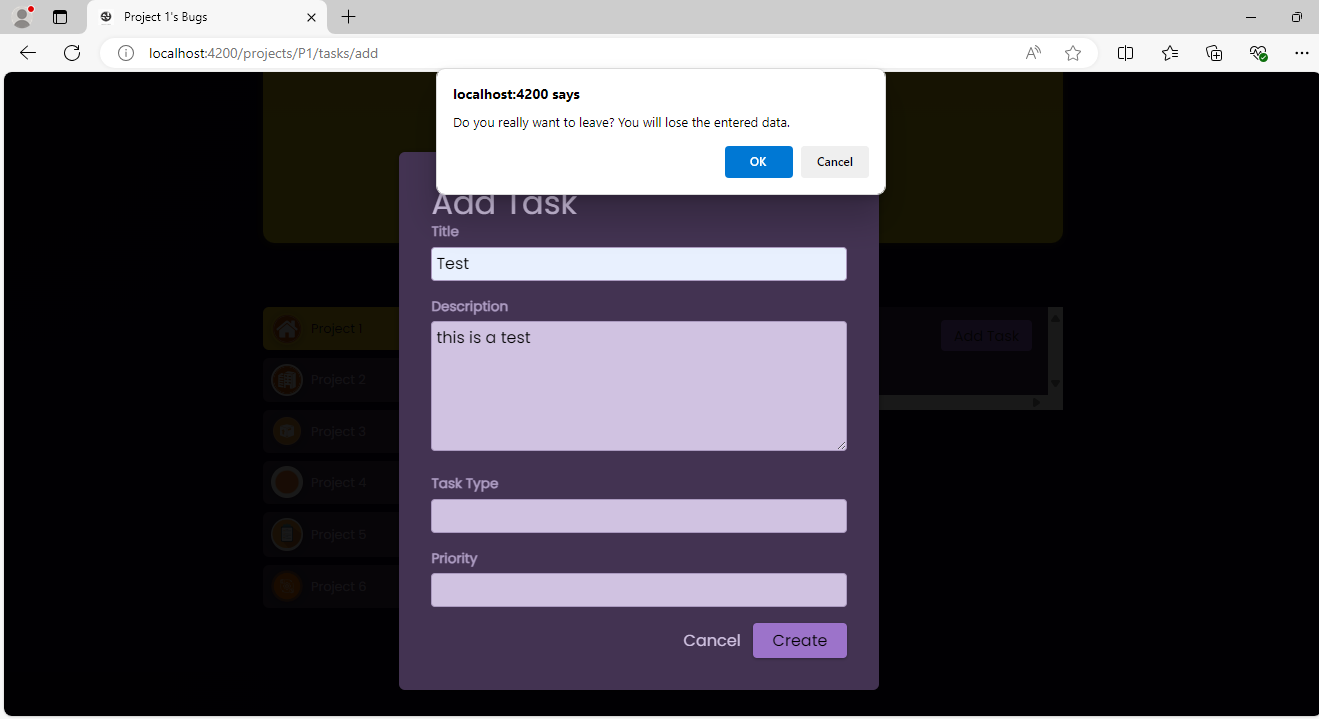 Project 1's Bugs
localhost:4200/projects/P1/tasks/add
localhost:4200 says
Do you really want to leave? You will lose the entered data.
OK
Cancel
Add Task
Title
Test
Description
this is a test
Task Type
Priority
Cancel
Create
Project 1
Project 2
Project 3
Project 4
Project 5
Project 6
Add Task